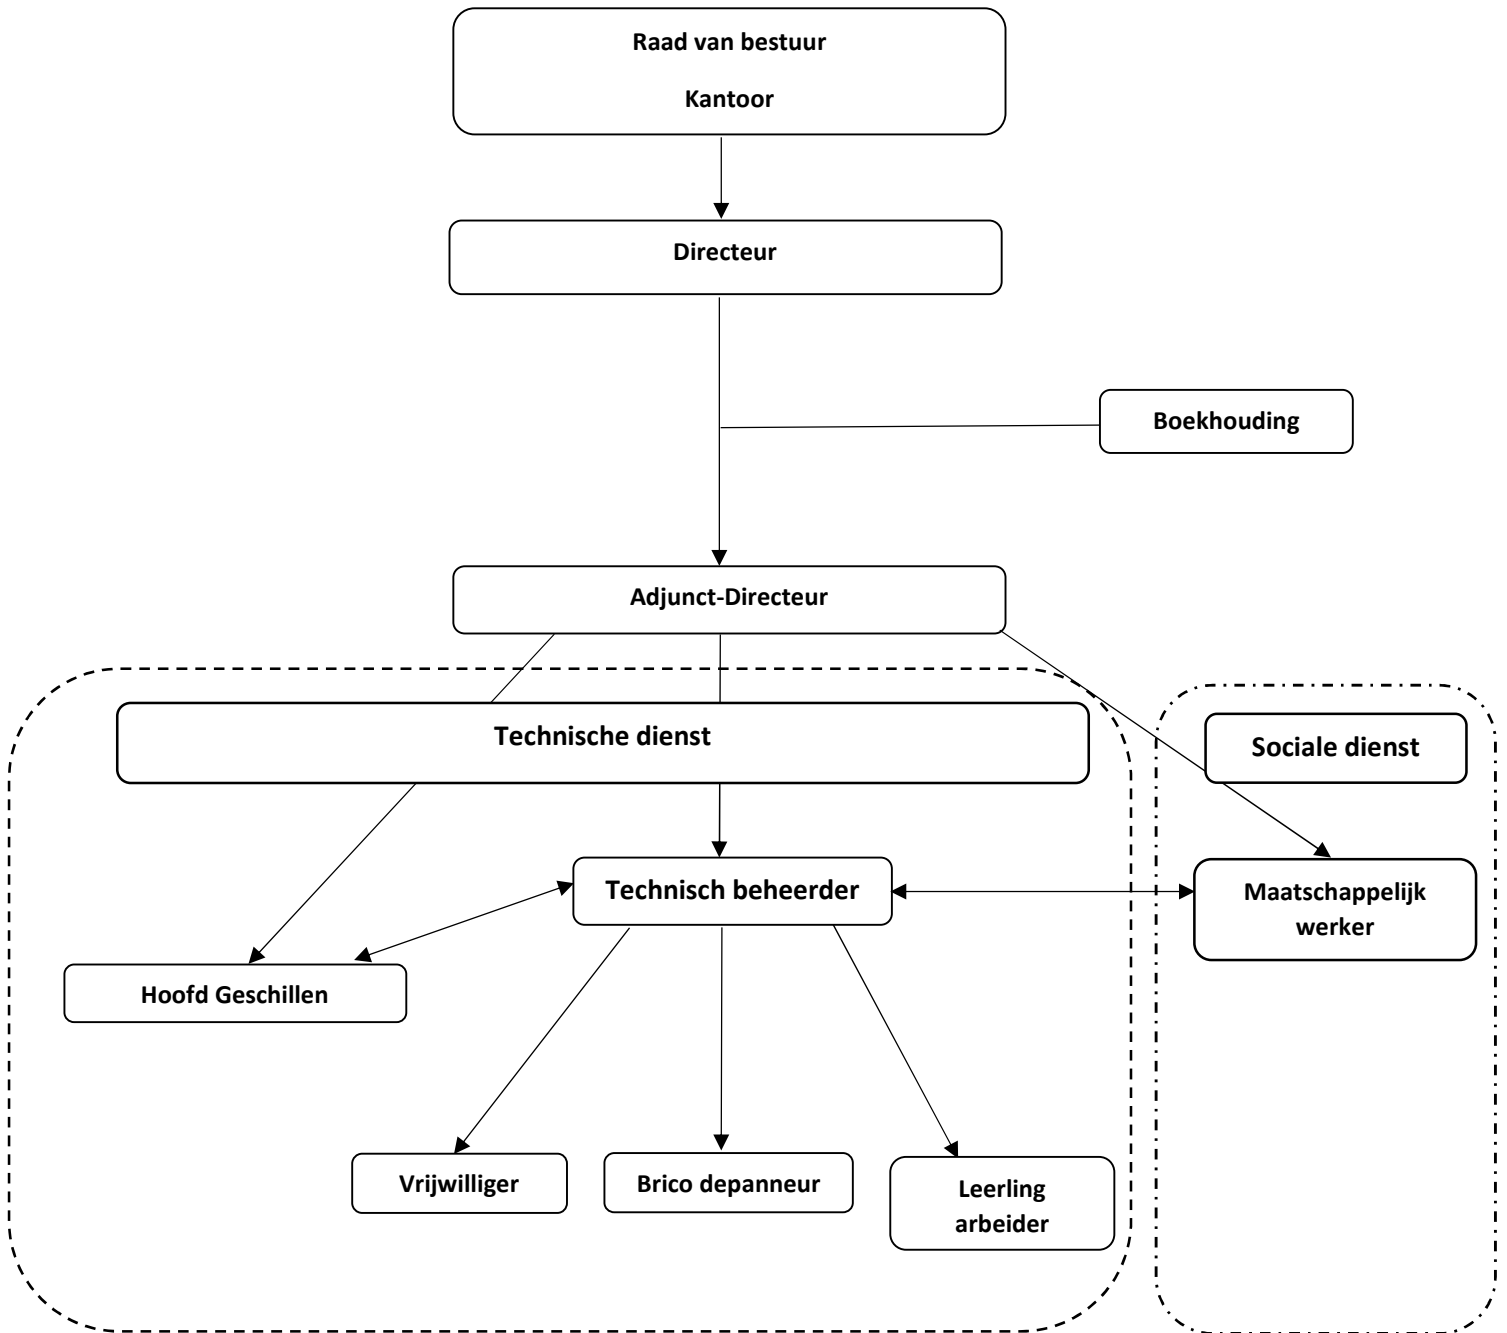 Raad van bestuur
Kantoor
Directeur
Boekhouding
Adjunct-Directeur
Technische dienst
Sociale dienst
Technisch beheerder
Maatschappelijk
werker
Hoofd Geschillen
Vrijwilliger
Brico depanneur
Leerling
arbeider